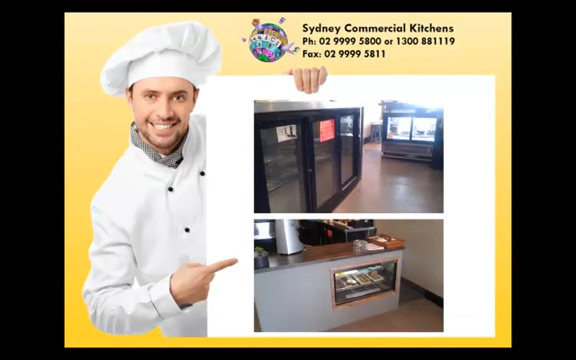 Sydney Commercial Kitchens
Ph: 02 9999 5800 or 1300 881119
Fax: 02 9999 5811